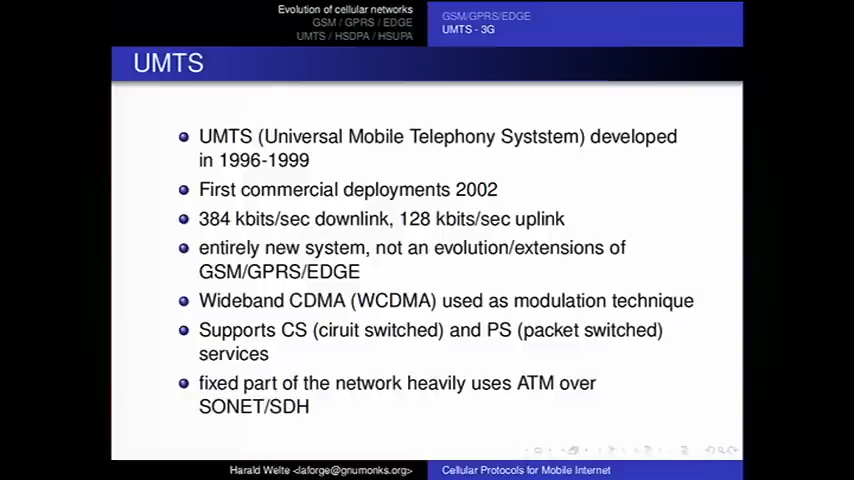 Evolution of cellular networks
GSM / GPRS / EDGE
UMTS / HSDPA / HSUPA
GSM/GPRS/EDGE
UMTS - 3G
UMTS
UMTS (Universal Mobile Telephony Syststem) developed
in 1996-1999
First commercial deployments 2002
384 kbits/sec downlink, 128 kbits/sec uplink
entirely new system, not an evolution/extensions of
GSM/GPRS/EDGE
Wideband CDMA (WCDMA) used as modulation technique
Supports CS (ciruit switched) and PS (packet switched)
services
fixed part of the network heavily uses ATM over
SONET/SDH
Harald Welte <laforge@gnumonks.org>
Cellular Protocols for Mobile Internet